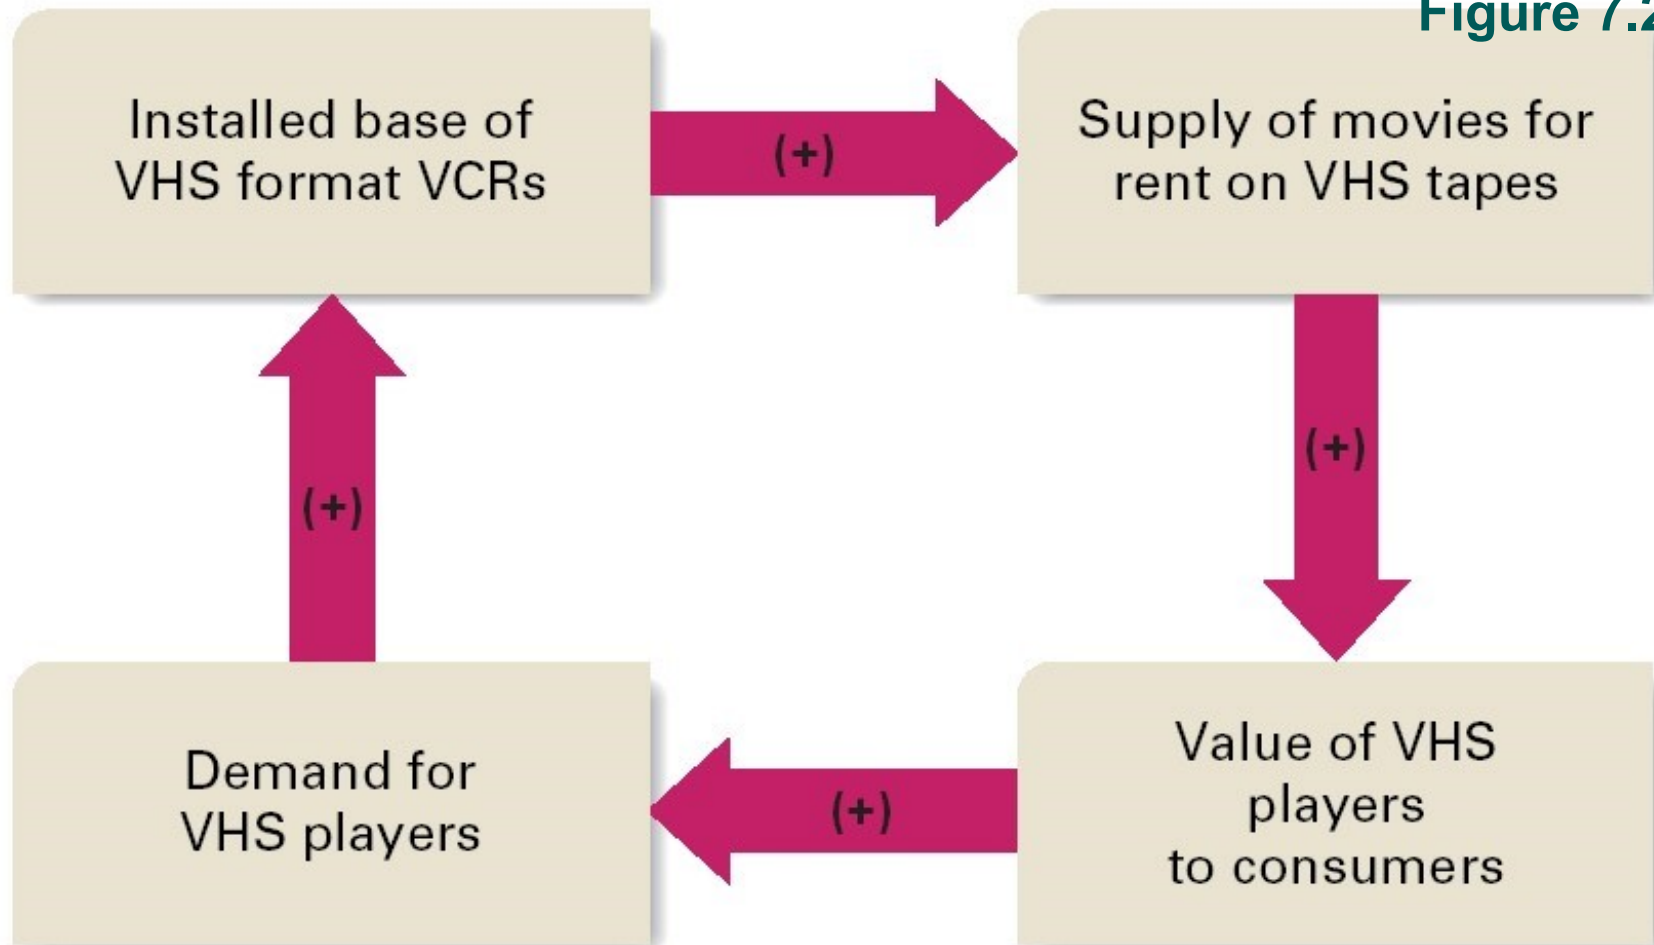 Figure 7.2
Installed base of
VHS format VCRs
(+)
Supply of movies for
rent on VHS tapes
(+)
(+)
Demand for
VHS players
(+)
Value of VHS
players
to consumers